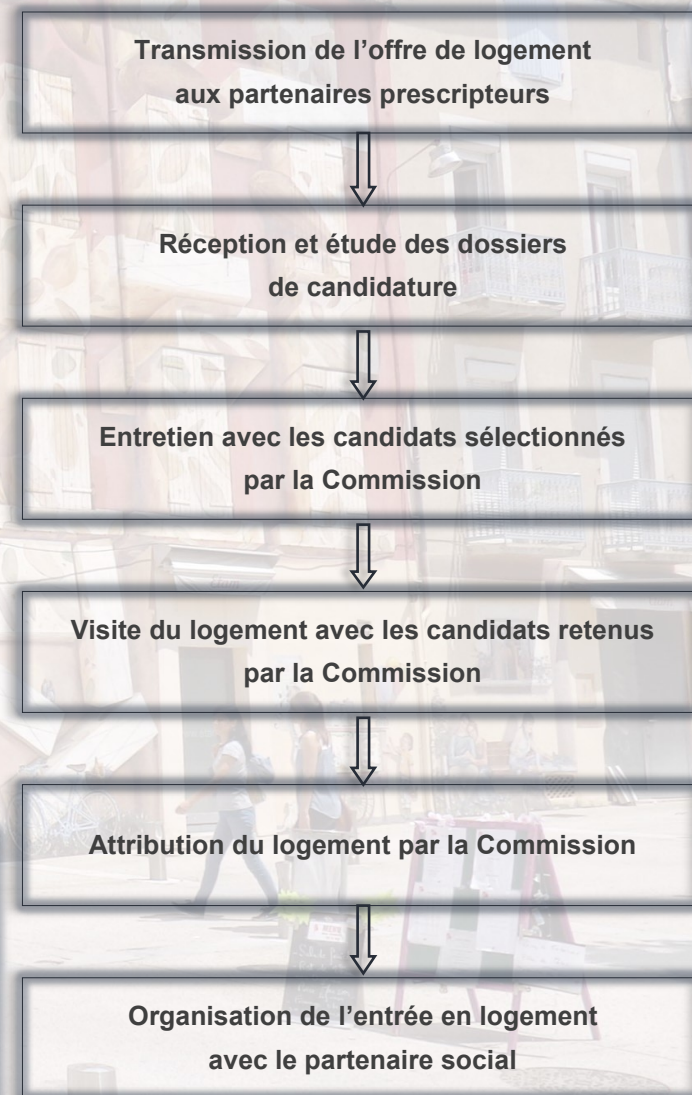 Transmission de l’offre de logement
aux partenaires prescripteurs
Réception et étude des dossiers
de candidature
Entretien avec les candidats sélectionnés
par la Commission
Visite du logement avec les candidats retenus
par la Commission
Attribution du logement par la Commission
Organisation de l’entrée en logement
avec le partenaire social